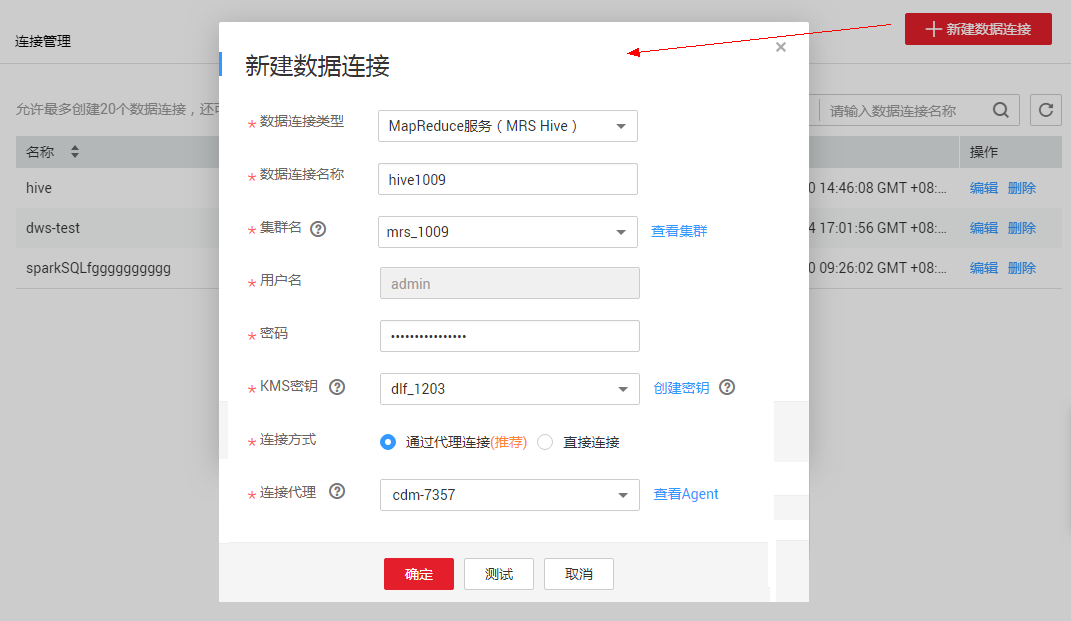 连接管理
新建数据连接
新建数据连接
允许最多创建20个数据连接，还
请输入数据连接名称
* 数据连接类型 MapReduce服务（MRS Hive）
名称 操作
* 数据连接名称 hive1009
hive 14:46:08 GMT +08:... 编辑 删除
* 集群名 ? mrs_1009 查看集群
dws-test 17:01:56 GMT +08:... 编辑 删除
sparkSQLfgggggggggg 09:26:02 GMT +08:... 编辑 删除
* 用户名 admin
* 密码 ••••••••••••••••
* KMS密钥 ? dlf_1203 创建密钥 ?
* 连接方式 通过代理连接(推荐) 直接连接
* 连接代理 ? cdm-7357 查看Agent
确定 测试 取消